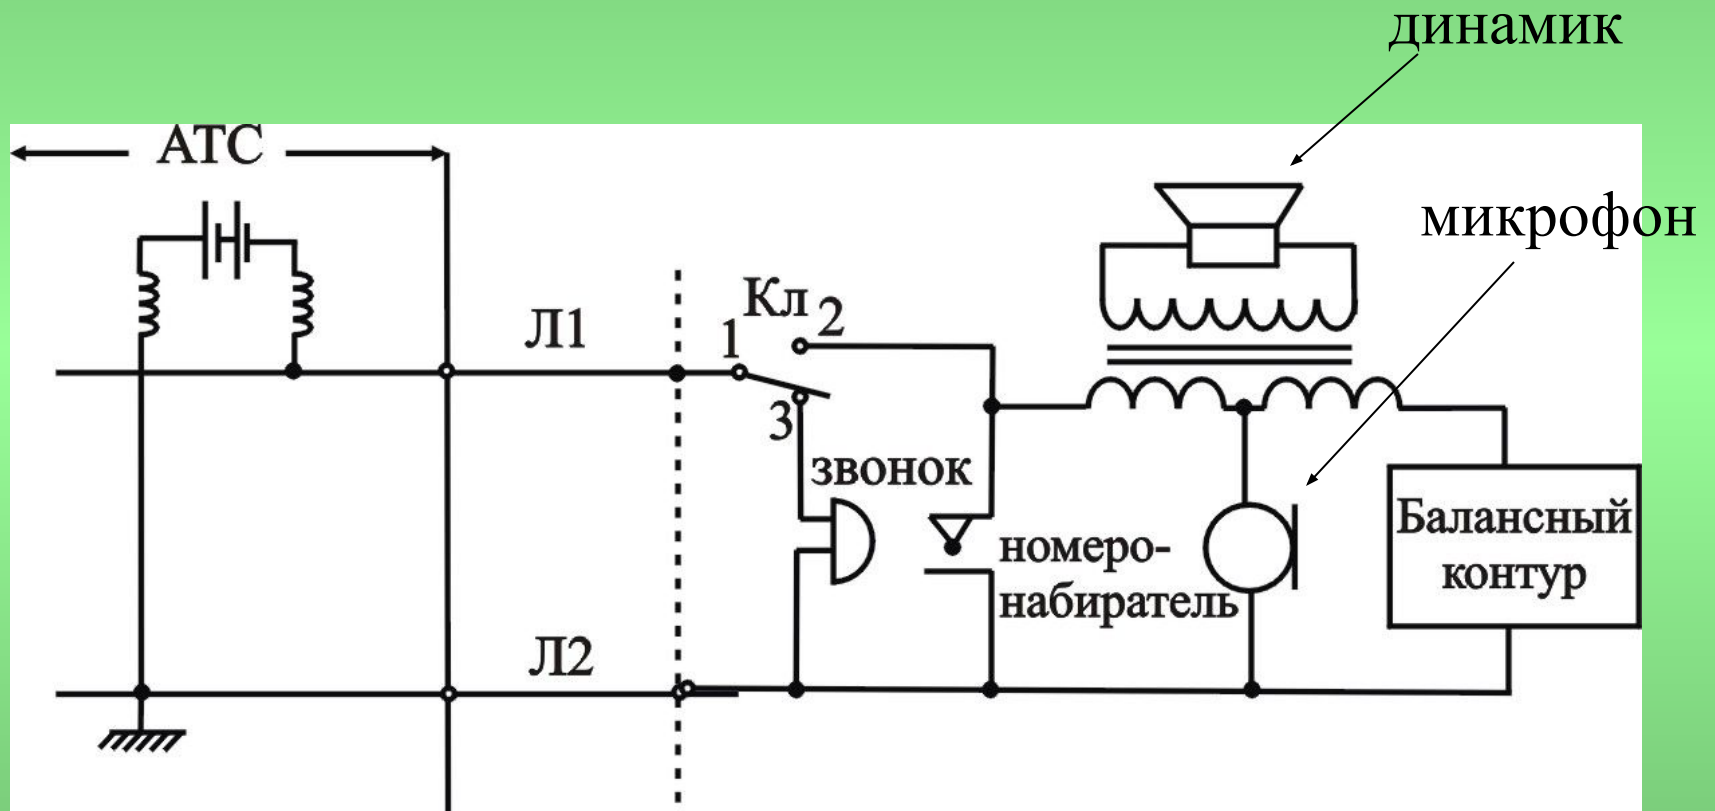 динамик
АТС
микрофон
Кл
2
Л1
1
3
звонок
номеро-
набиратель
Балансный
контур
Л2